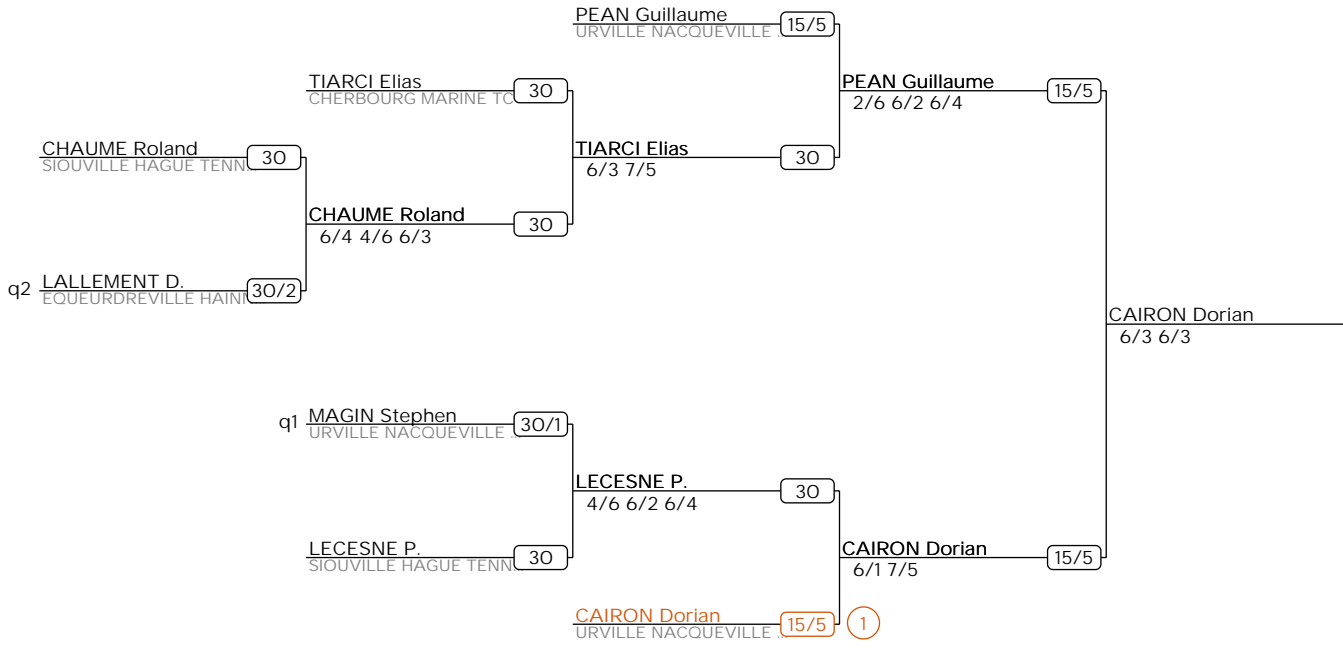 PEAN Guillaume 15/5
URVILLE NACQUEVILLE ...
TIARCI Elias 30
CHERBOURG MARINE TC
PEAN Guillaume 15/5
2/6 6/2 6/4
CHAUME Roland 30
SIOUVILLE HAGUE TENN...
TIARCI Elias 30
6/3 7/5
CHAUME Roland 30
6/4 4/6 6/3
q2 LALLEMENT D. 30/2
EQUEURDREVILLE HAINN...
CAIRON Dorian
6/3 6/3
q1 MAGIN Stephen 30/1
URVILLE NACQUEVILLE ...
LECESNE P. 30
4/6 6/2 6/4
LECESNE P. 30
SIOUVILLE HAGUE TENN...
CAIRON Dorian 15/5
6/1 7/5
CAIRON Dorian 15/5 1
URVILLE NACQUEVILLE ...